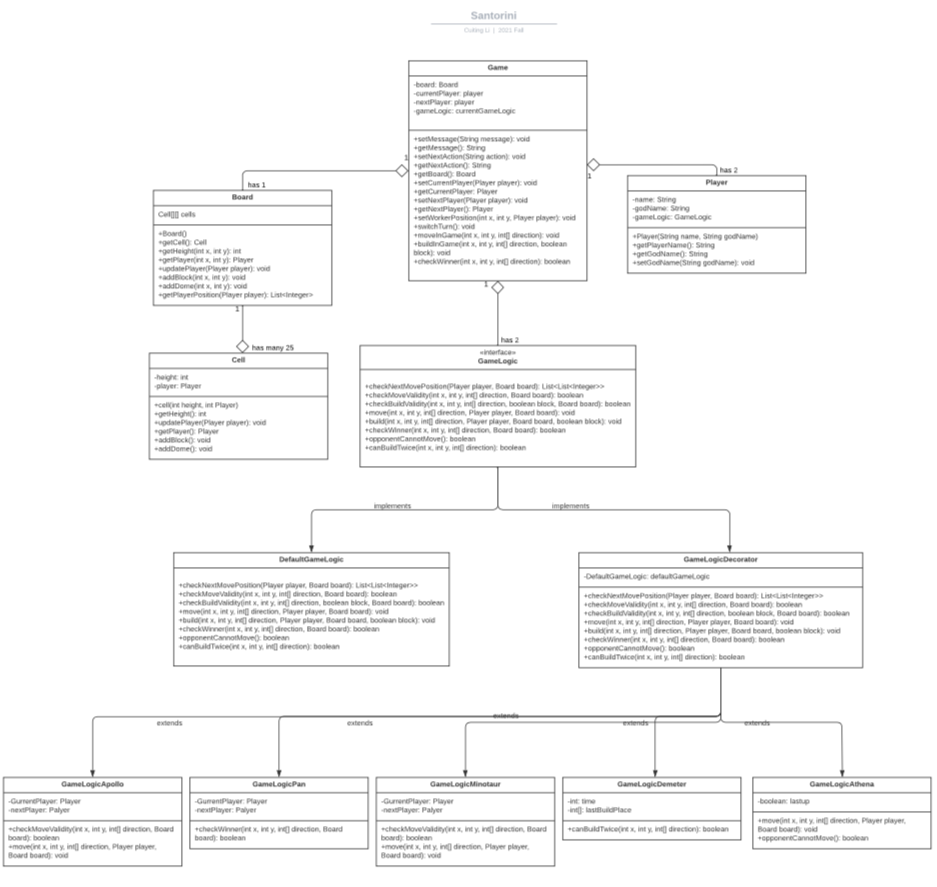 Santorini
2021 Fall
Game
-board: Board
-currentPlayer: player
-nextPlayer: player
-gameLogic: currentGameLogic
+setMessage(String message): void
+getMessage(): String
+setNextAction(String action): void
+getNextAction(): String
+getBoard(): Board
+setCurrentPlayer(Player player): void
+getCurrentPlayer: Player
+setNextPlayer(Player player): void
+getNextPlayer(): Player
+setWorkerPosition(int x, int y, Player player): void
+switchTurn(): void
+moveInGame(int x, int y, int[] direction): void
+buildInGame(int x, int y, int[] direction, boolean
block): void
+checkWinner(int x, int y, int[] direction): boolean
1
has 1
1
has 2
Board
Cell[][] cells
+Board()
+getCell(): Cell
+getHeight(int x, int y): int
+getPlayer(int x, int y): Player
+updatePlayer(Player player): void
+addBlock(int x, int y): void
+addDome(int x, int y): void
+getPlayerPosition(Player player): List<Integer>
Player
-name: String
-godName: String
-gameLogic: GameLogic
+Player(String name, String godName)
+getPlayerName(): String
+getGodName(): String
+setGodName(String godName): void
1
has many 25
Cell
-height: int
-player: Player
+cell(int height, int Player)
+getHeight(): int
+updatePlayer(Player player): void
+getPlayer(): Player
+addBlock(): void
+addDome(): void
1
has 2
«interface»
GameLogic
+checkNextMovePosition(Player player, Board board): List<List<Integer>>
+checkMoveValidity(int x, int y, int[] direction, Board board): boolean
+checkBuildValidity(int x, int y, int[] direction, boolean block, Board board): boolean
+move(int x, int y, int[] direction, Player player, Board board): void
+build(int x, int y, int[] direction, Player player, Board board, boolean block): void
+checkWinner(int x, int y, int[] direction, Board board): boolean
+opponentCannotMove(): boolean
+canBuildTwice(int x, int y, int[] direction): boolean
implements
implements
DefaultGameLogic
+checkNextMovePosition(Player player, Board board): List<List<Integer>>
+checkMoveValidity(int x, int y, int[] direction, Board board): boolean
+checkBuildValidity(int x, int y, int[] direction, boolean block, Board board): boolean
+move(int x, int y, int[] direction, Player player, Board board): void
+build(int x, int y, int[] direction, Player player, Board board, boolean block): void
+checkWinner(int x, int y, int[] direction, Board board): boolean
+opponentCannotMove(): boolean
+canBuildTwice(int x, int y, int[] direction): boolean
GameLogicDecorator
-DefaultGameLogic: defaultGameLogic
+checkNextMovePosition(Player player, Board board): List<List<Integer>>
+checkMoveValidity(int x, int y, int[] direction, Board board): boolean
+checkBuildValidity(int x, int y, int[] direction, boolean block, Board board): boolean
+move(int x, int y, int[] direction, Player player, Board board): void
+build(int x, int y, int[] direction, Player player, Board board, boolean block): void
+checkWinner(int x, int y, int[] direction, Board board): boolean
+opponentCannotMove(): boolean
+canBuildTwice(int x, int y, int[] direction): boolean
extends
extends
extends
extends
extends
GameLogicApollo
-GurrentPlayer: Player
-nextPlayer: Palyer
+checkMoveValidity(int x, int y, int[] direction, Board
board): boolean
+move(int x, int y, int[] direction, Player player,
Board board): void
GameLogicPan
-GurrentPlayer: Player
-nextPlayer: Palyer
+checkWinner(int x, int y, int[] direction, Board
board): boolean
GameLogicMinotaur
-GurrentPlayer: Player
-nextPlayer: Palyer
+checkMoveValidity(int x, int y, int[] direction, Board
board): boolean
+move(int x, int y, int[] direction, Player player,
Board board): void
GameLogicDemeter
-int: time
-int[]: lastBuildPlace
+canBuildTwice(int x, int y, int[] direction): boolean
GameLogicAthena
-boolean: lastup
+move(int x, int y, int[] direction, Player player,
Board board): void
+opponentCannotMove(): boolean